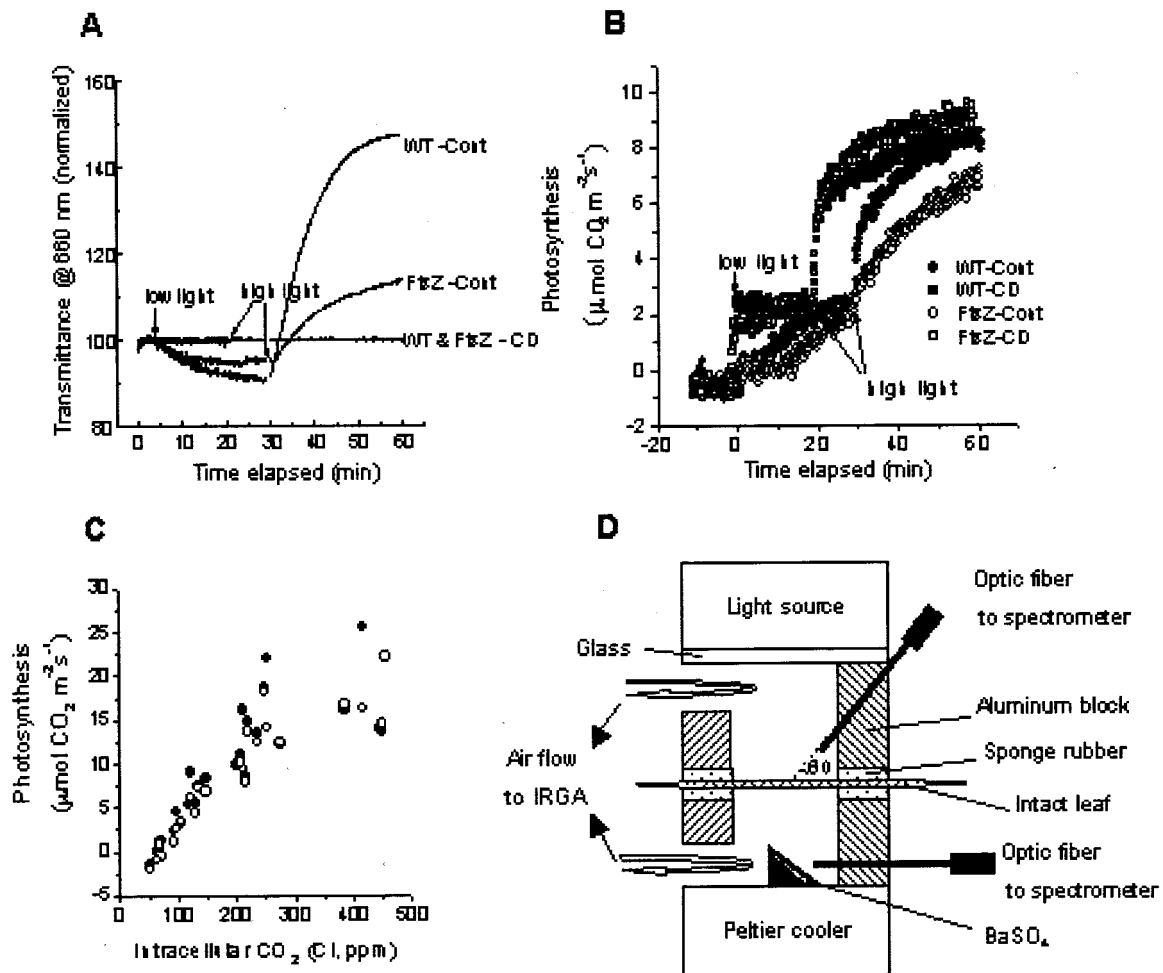 A
Transmittance @660 nm (normalized)
160
140
120
100
80
low light
high light
WT-Cont
FtsZ-Cont
WT & FtsZ-CD
0 10 20 30 40 50 60
Time elapsed (min)
B
Photosynthesis
(μmol CO2 m-2s-1)
10
8
6
4
2
0
-2
low light
high light
WT-Cont
WT-CD
FtsZ-Cont
FtsZ-CD
-20 0 20 40 60
Time elapsed (min)
C
Photosynthesis
(μmol CO2 m-2s-1)
30
25
20
15
10
5
0
-5
0 100 200 300 400 500
Intracellular CO2 (CI, ppm)
D
Light source
Glass
Air flow
to IRGA
Optic fiber
to spectrometer
Aluminum block
Sponge rubber
Intact leaf
Optic fiber
to spectrometer
BaSO4
Peltier cooler